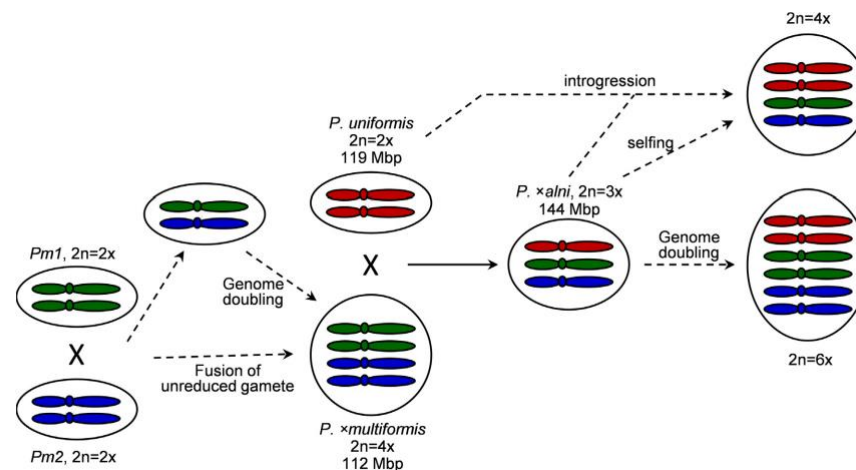 2n=4x
introgression
P. uniformis
2n=2x
119 Mbp
selfing
P. ×alni, 2n=3x
144 Mbp
Pm1, 2n=2x
X
Genome
doubling
X
Genome
doubling
Fusion of
unreduced gamete
2n=6x
Pm2, 2n=2x
P. ×multiformis
2n=4x
112 Mbp